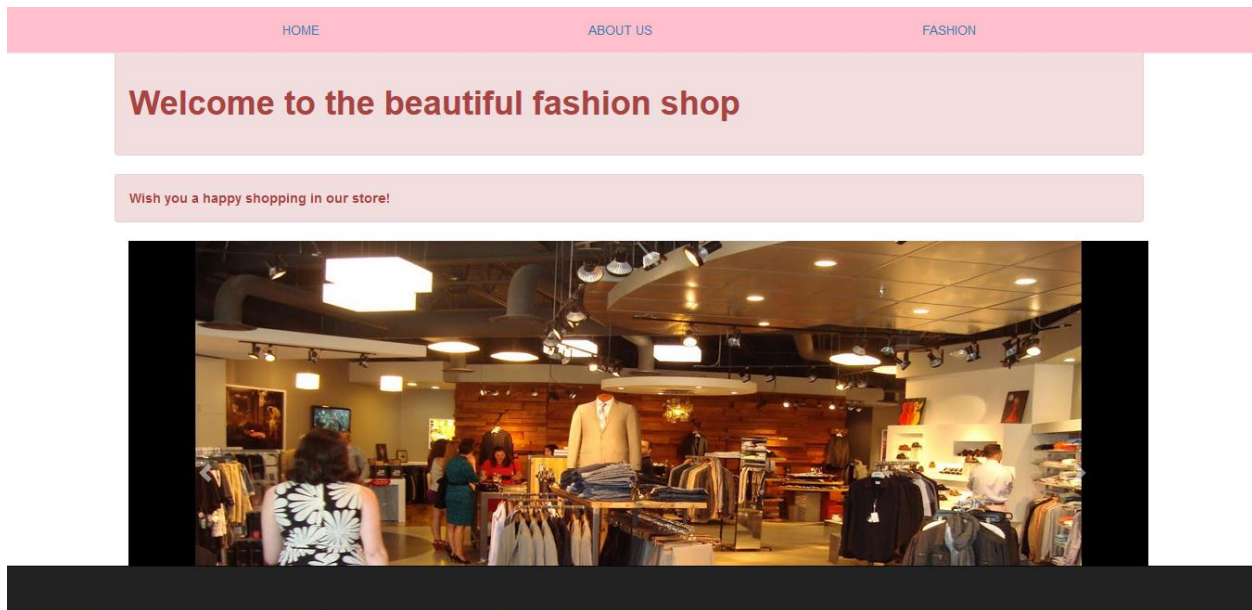 HOME ABOUT US FASHION
Welcome to the beautiful fashion shop
Wish you a happy shopping in our store!